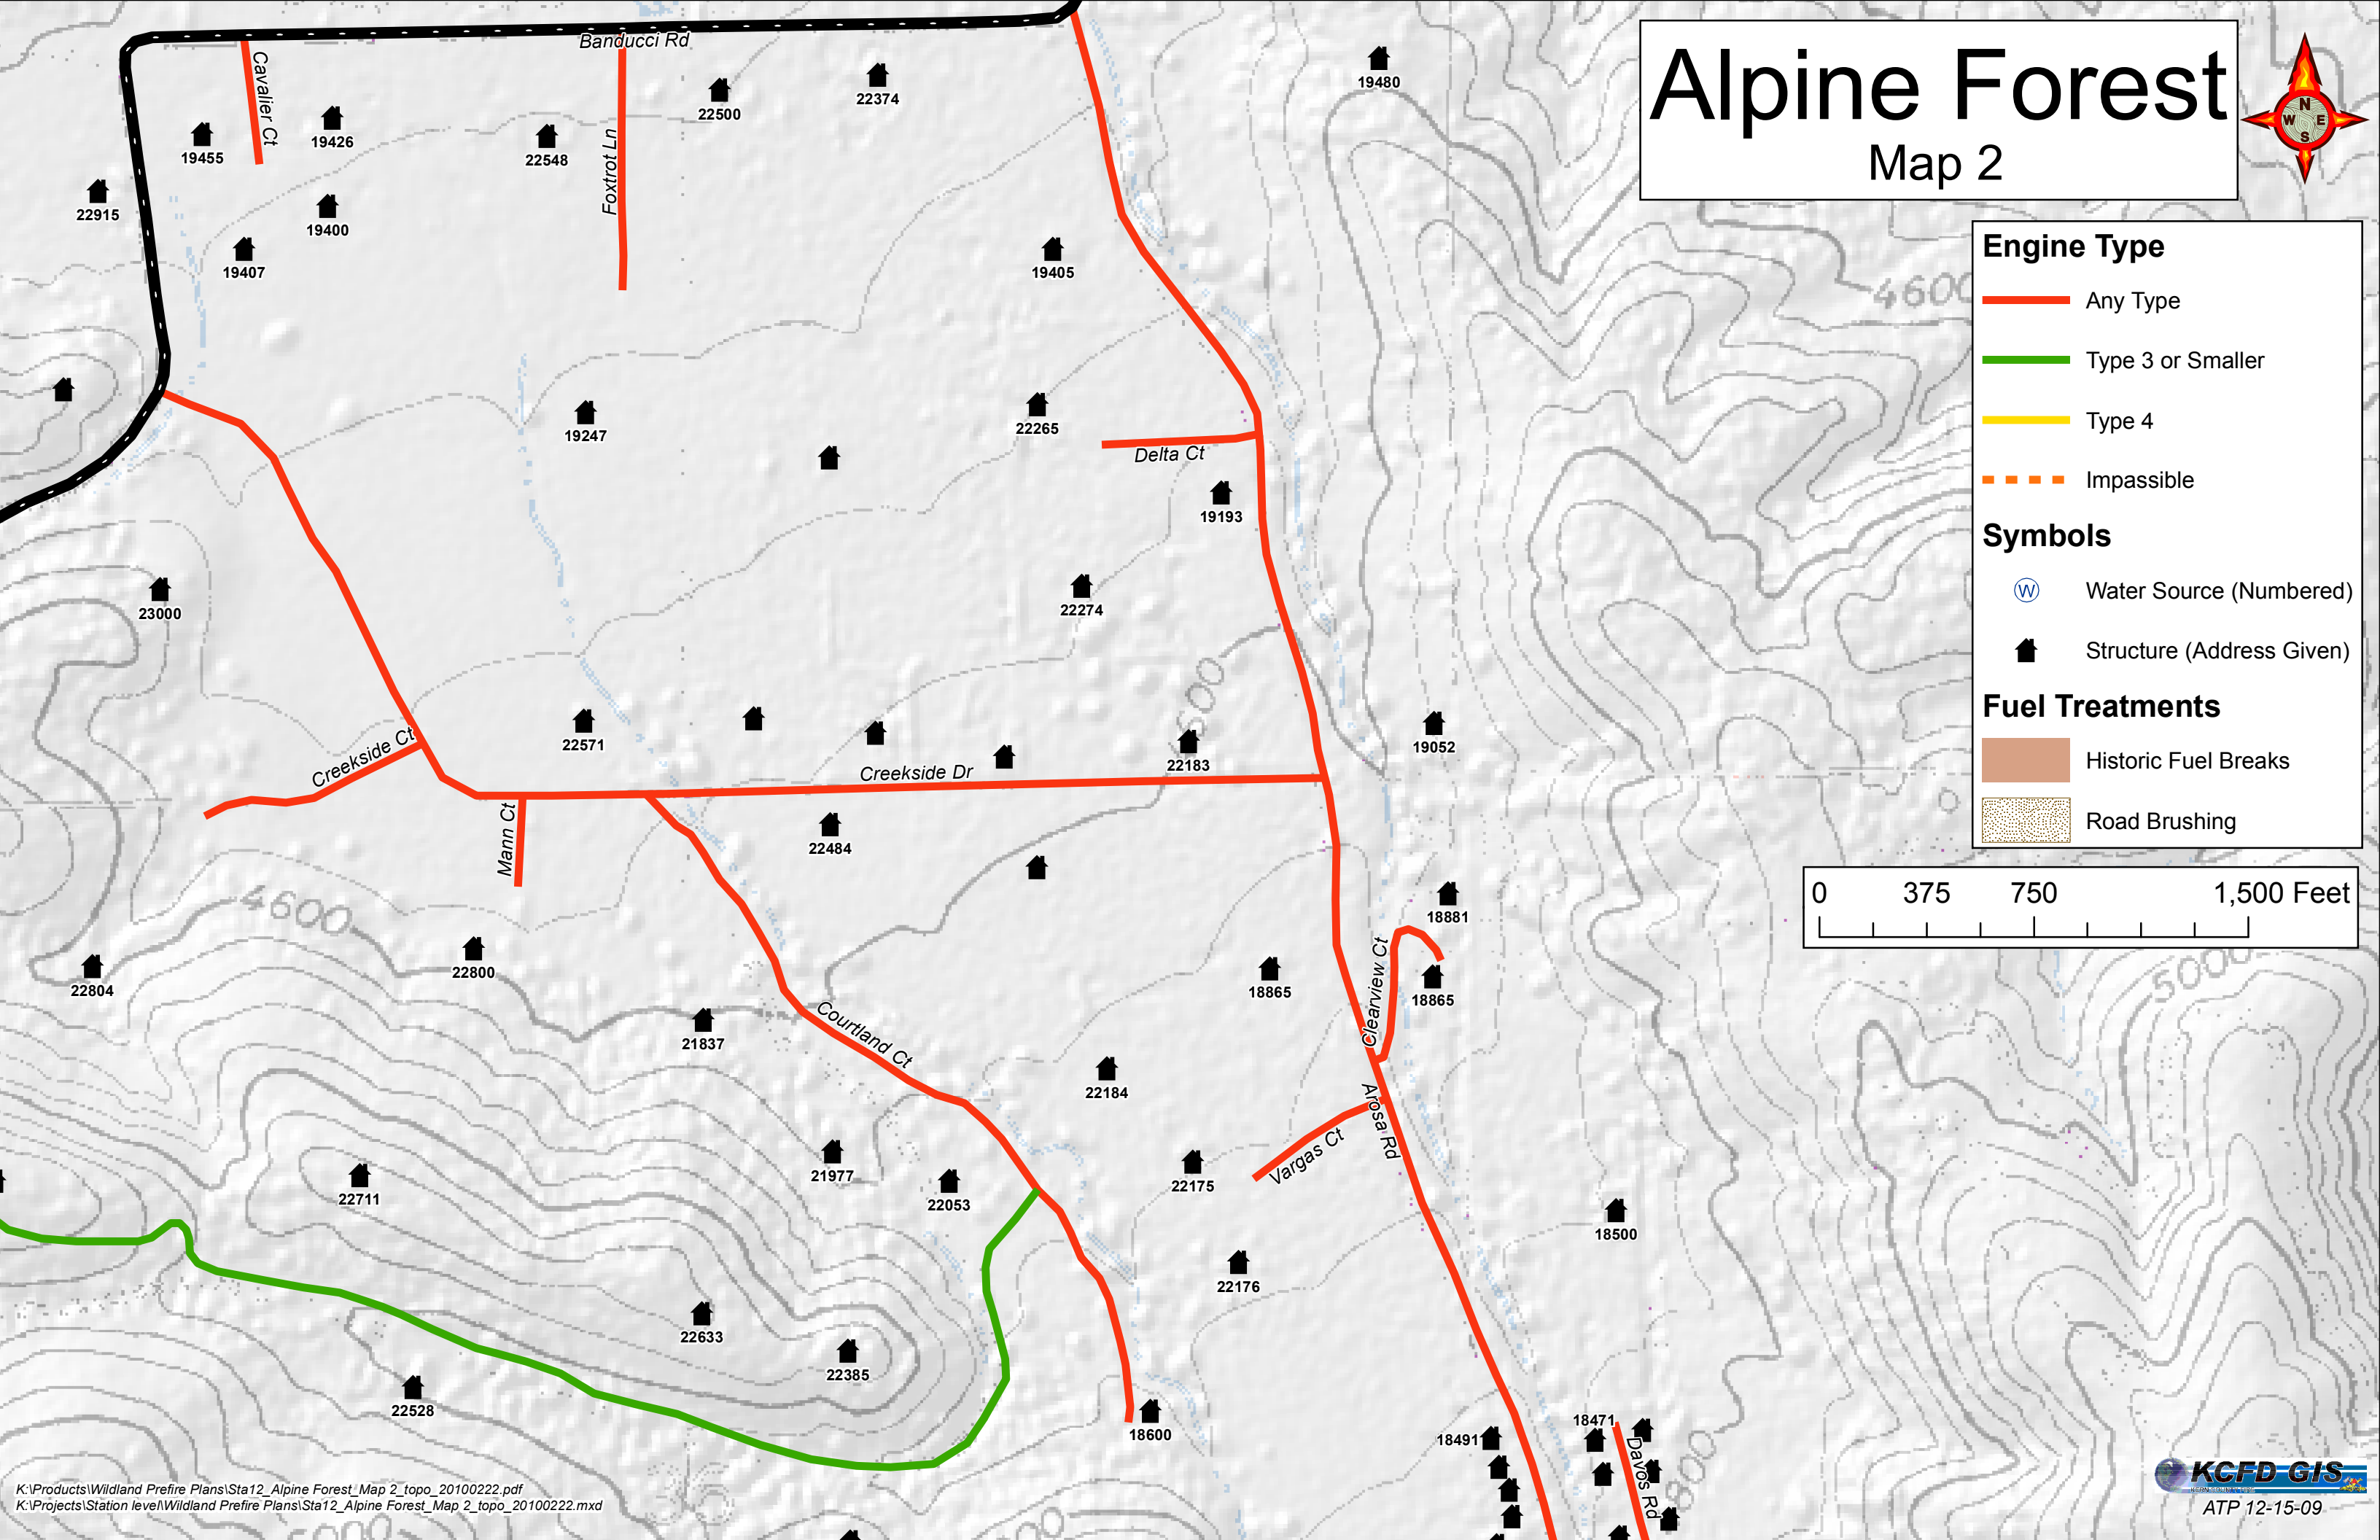 Alpine Forest
Map 2
N
W E
S
Engine Type
Any Type
Type 3 or Smaller
Type 4
Impassible
Symbols
W Water Source (Numbered)
Structure (Address Given)
Fuel Treatments
Historic Fuel Breaks
Road Brushing
0 375 750 1,500 Feet
Banducci Rd
Cavalier Ct
Foxtrot Ln
19480
22374
22500
19455
19426
22548
22915
19400
19407
19405
4600
19247
22265
Delta Ct
19193
22274
23000
22571
22183
19052
Creekside Ct
Creekside Dr
Mann Ct
22484
4600
22800
22804
18881
18865
18865
Clearview Ct
5000
21837
Courtland Ct
22184
Arosa Rd
Vargas Ct
22711
21977
22053
22175
18500
22176
22633
22385
22528
18600
18491
18471
Davos Rd
K:\Products\Wildland Prefire Plans\Sta12_Alpine Forest_Map 2_topo_20100222.pdf
K:\Projects\Station level\Wildland Prefire Plans\Sta12_Alpine Forest_Map 2_topo_20100222.mxd
KCFD GIS
ATP 12-15-09